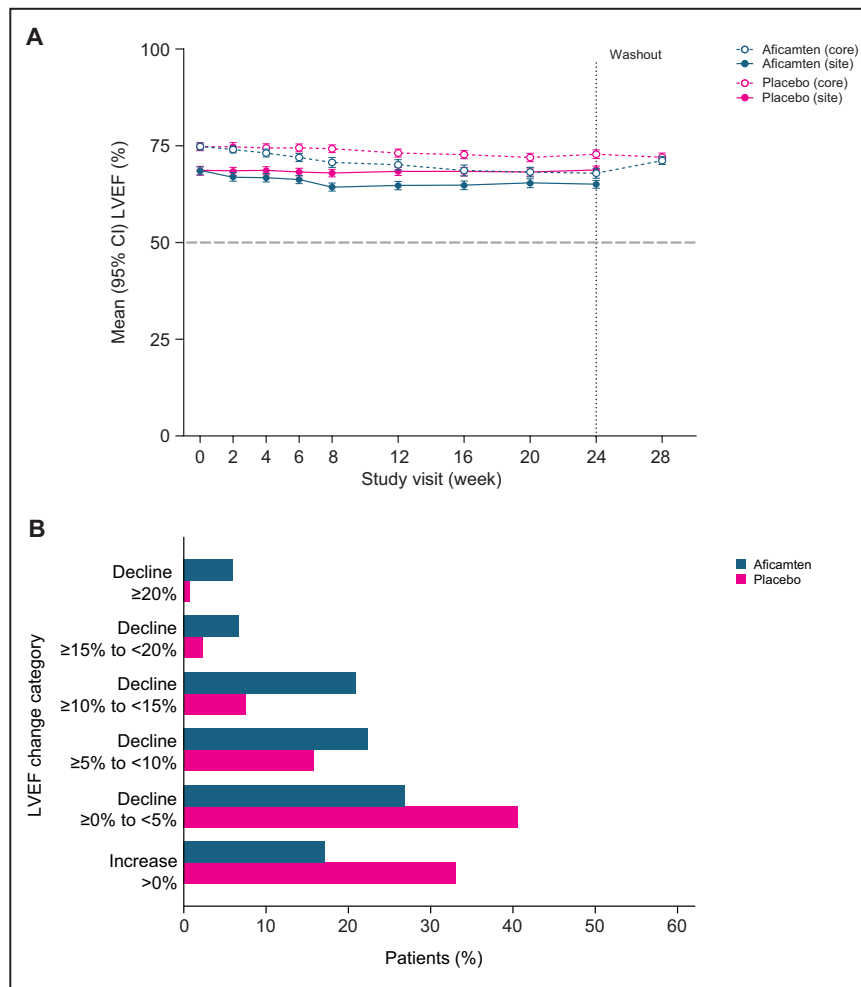 A
100
75
50
25
0
Mean (95% CI) LVEF (%)
Washout
0 2 4 6 8 12 16 20 24 28
Study visit (week)
Aficamten (core)
Aficamten (site)
Placebo (core)
Placebo (site)
B
LVEF change category
Decline
≥20%
Decline
≥15% to <20%
Decline
≥10% to <15%
Decline
≥5% to <10%
Decline
≥0% to <5%
Increase
>0%
0 10 20 30 40 50 60
Patients (%)
Aficamten
Placebo